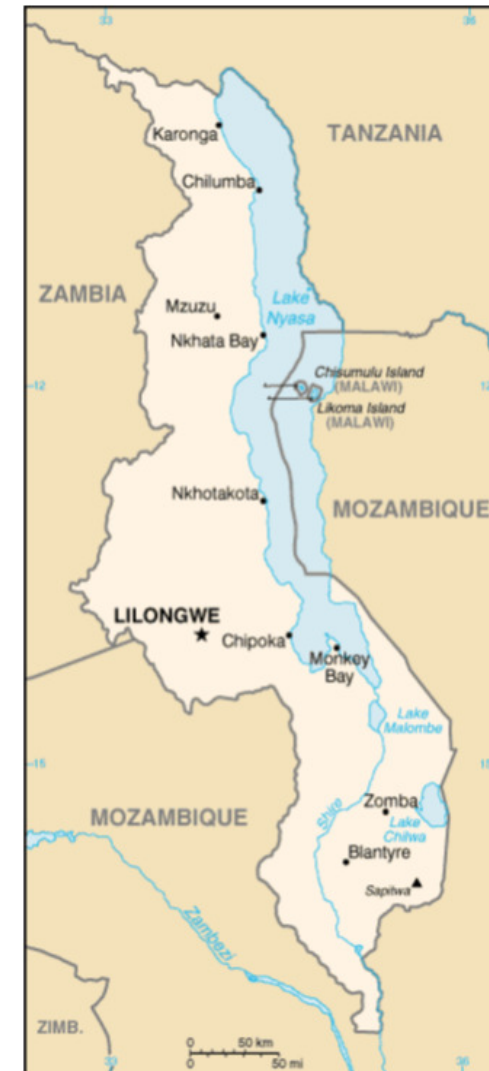 33
36
TANZANIA
Karonga
Chilumba
ZAMBIA
Lake
Nyasa
Mzuzu
Nkhata Bay
Chisumulu Island
(MALAWI)
12
Likoma Island
(MALAWI)
Nkhotakota
MOZAMBIQUE
LILONGWE
Chipoka
Monkey
Bay
Lake
Malombe
15
15
MOZAMBIQUE
Shire
Zomba
Lake
Chilwa
Blantyre
Sapitwa
Zambezi
ZIMB.
0 50 km
0 50 mi
33
36